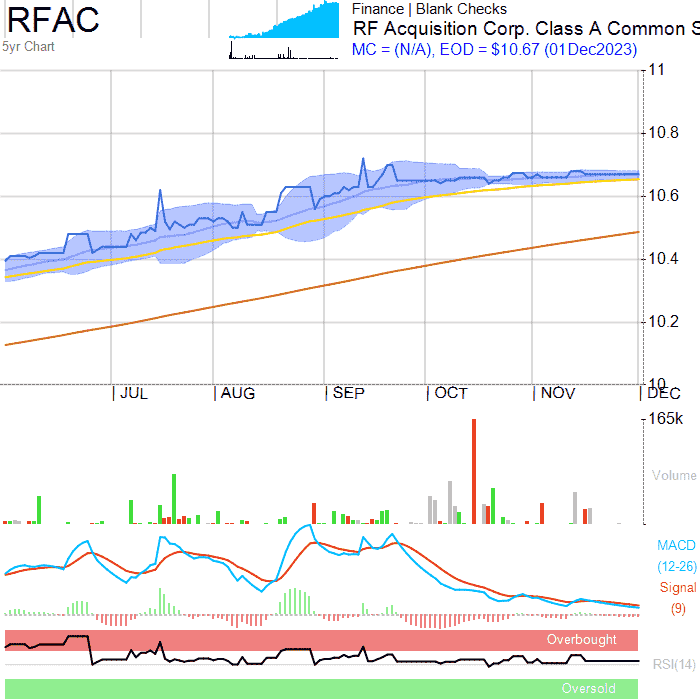 RFAC
Finance | Blank Checks
RF Acquisition Corp. Class A Common S
5yr Chart
MC = (N/A), EOD = $10.67 (01Dec2023)
11
10.8
10.6
10.4
10.2
10
JUL AUG SEP OCT NOV DEC
165k
Volume
MACD
(12-26)
Signal
(9)
Overbought
RSI(14)
Oversold